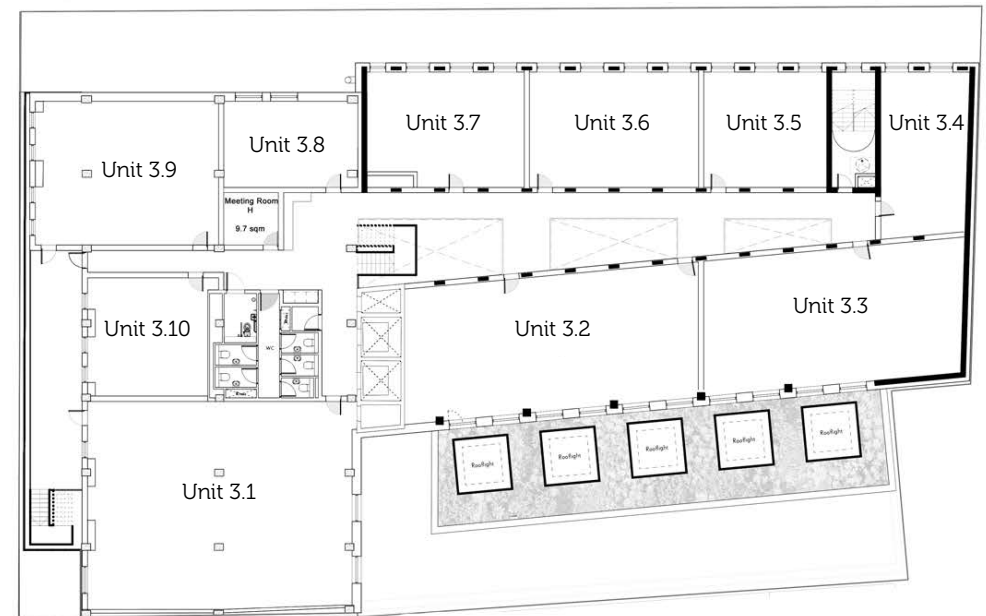 Unit 3.7
Unit 3.6
Unit 3.5
Unit 3.4
Unit 3.8
Unit 3.9
Meeting Room
H
9.7 sqm
Unit 3.3
Unit 3.10
Unit 3.2
WC
Rooflight
Rooflight
Rooflight
Rooflight
Rooflight
Unit 3.1